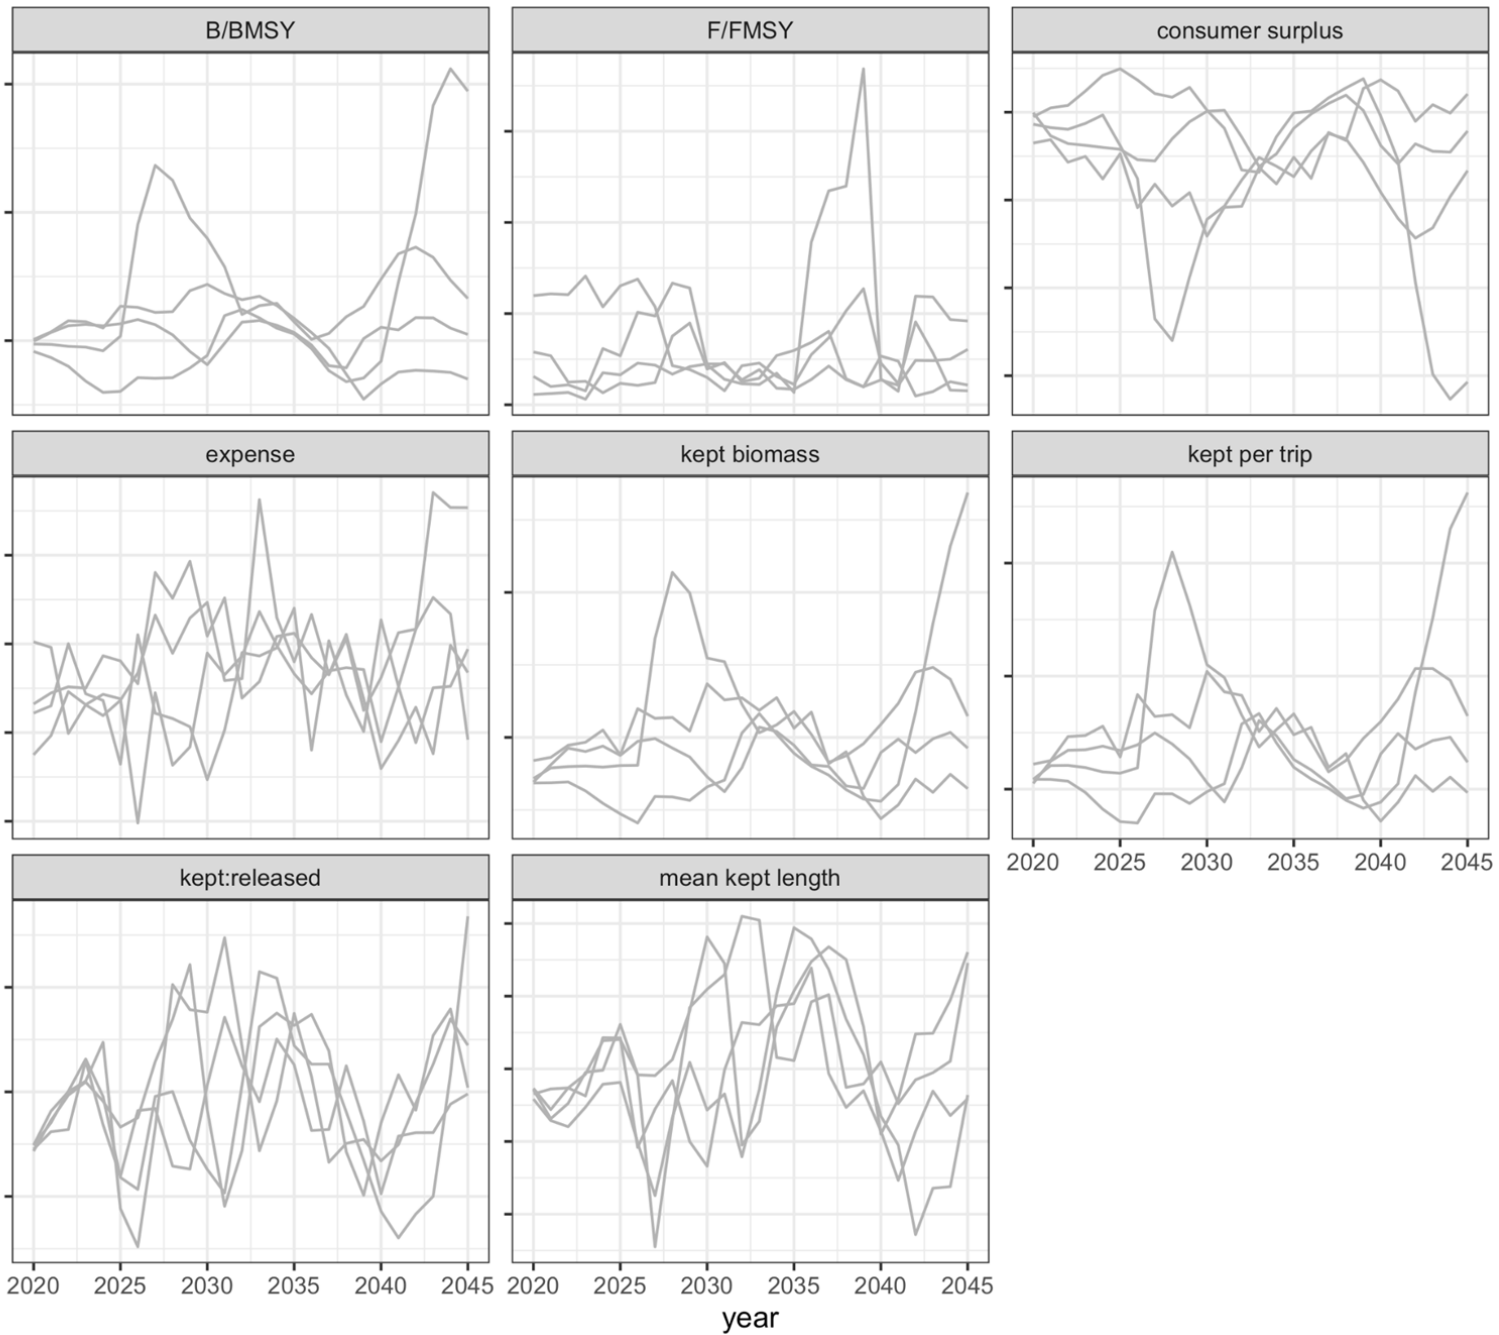 B/BMSY
F/FMSY
consumer surplus
expense
kept biomass
kept per trip
2020 2025 2030 2035 2040 2045
kept:released
mean kept length
2020 2025 2030 2035 2040 2045
2020 2025 2030 2035 2040 2045
year